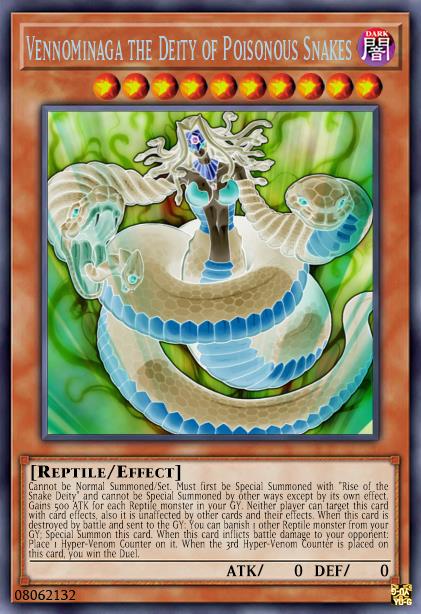 Vennominaga the Deity of Poisonous Snakes
DARK
闇
[Reptile/Effect]
Cannot be Normal Summoned/Set. Must first be Special Summoned with "Rise of the
Snake Deity" and cannot be Special Summoned by other ways except by its own effect.
Gains 500 ATK for each Reptile monster in your GY. Neither player can target this card
with card effects, also it is unaffected by other cards and their effects. When this card is
destroyed by battle and sent to the GY: You can banish 1 other Reptile monster from your
GY; Special Summon this card. When this card inflicts battle damage to your opponent:
Place 1 Hyper-Venom Counter on it. When the 3rd Hyper-Venom Counter is placed on
this card, you win the Duel.
ATK/ 0 DEF/ 0
08062132